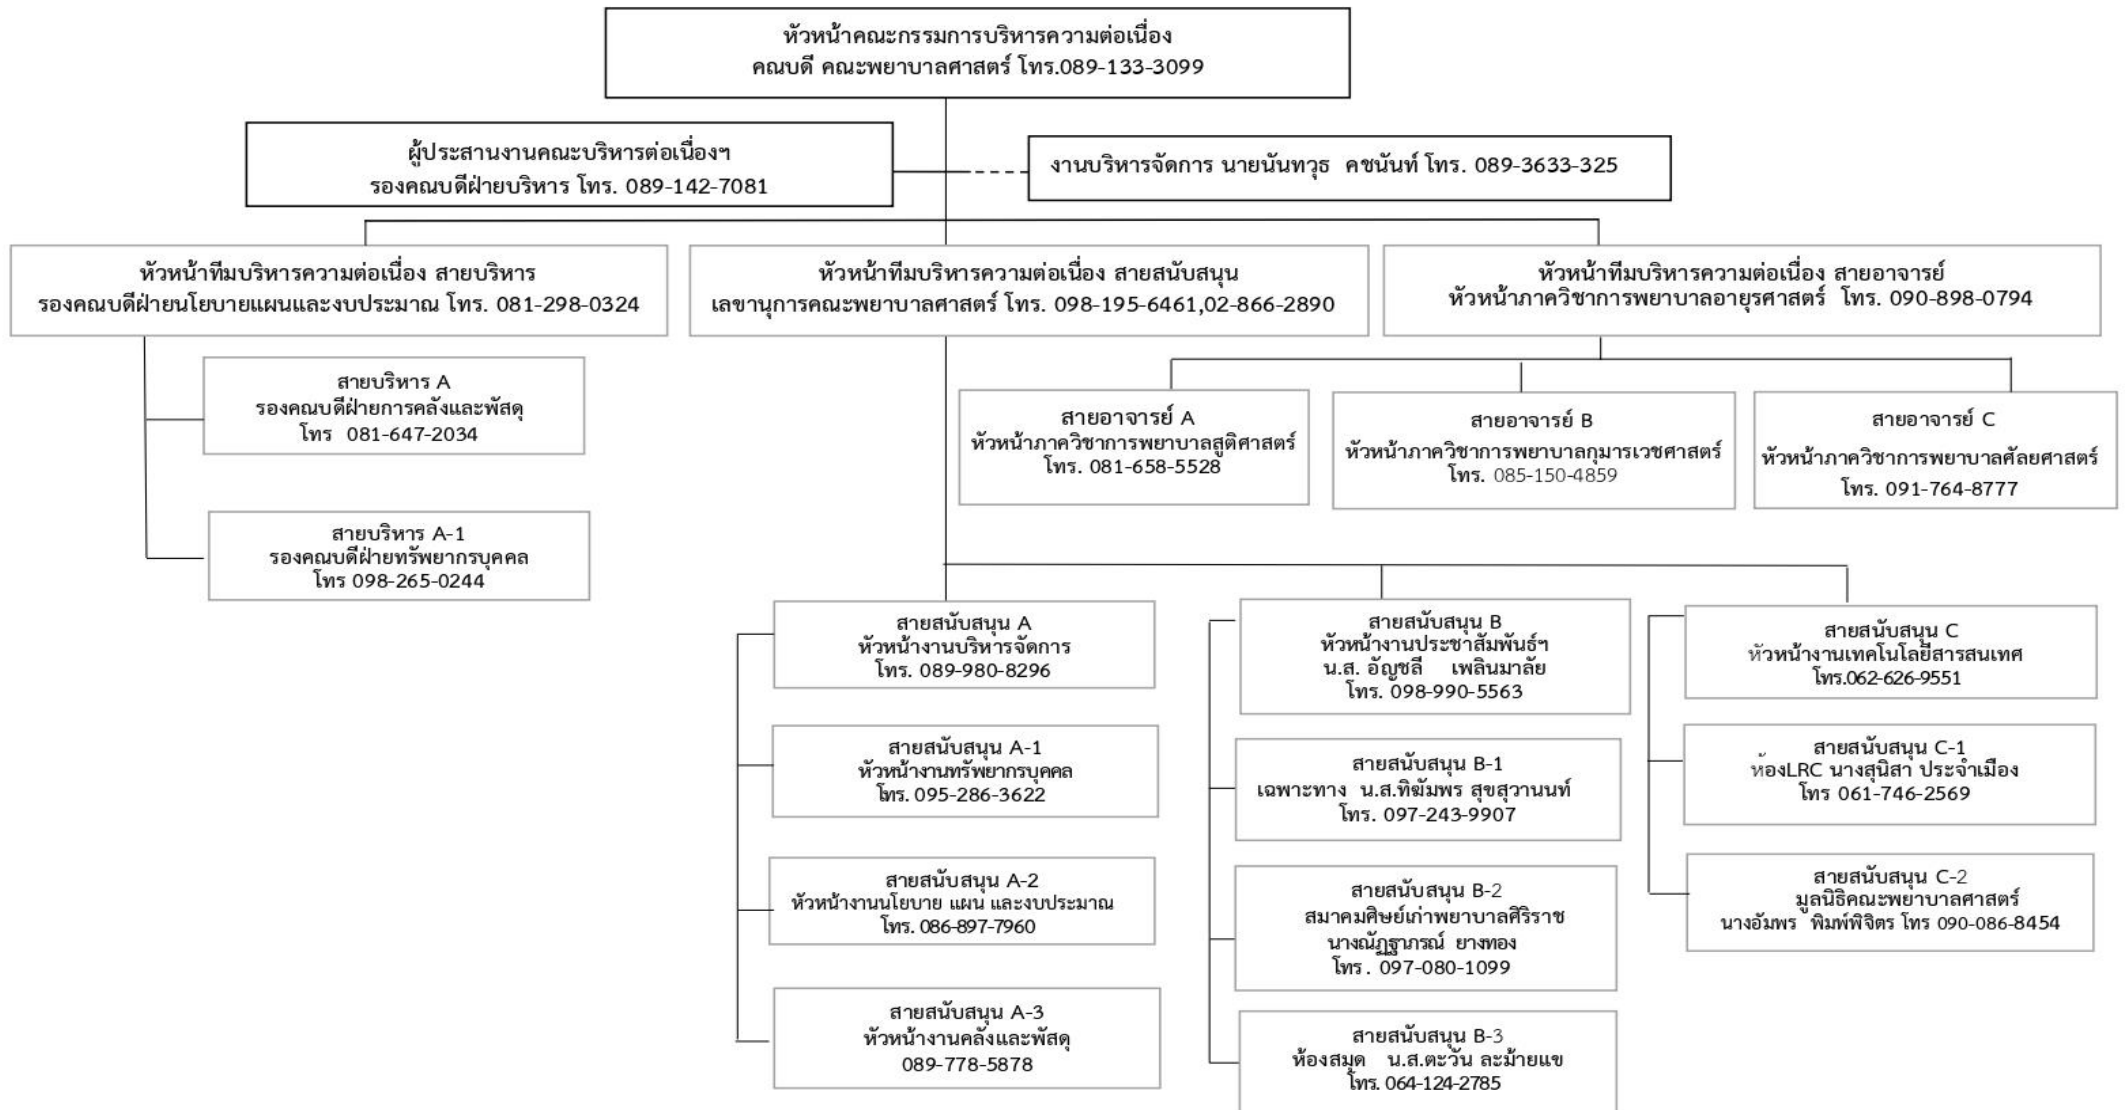 หัวหน้าคณะกรรมการบริหารความต่อเนื่อง
คณบดี คณะพยาบาลศาสตร์ โทร.089-133-3099
ผู้ประสานงานคณะบริหารต่อเนื่องฯ
รองคณบดีฝ่ายบริหาร โทร. 089-142-7081
งานบริหารจัดการ นายนันทวุธ คชนันท์ โทร. 089-3633-325
หัวหน้าทีมบริหารความต่อเนื่อง สายบริหาร
รองคณบดีฝ่ายนโยบายแผนและงบประมาณ โทร. 081-298-0324
หัวหน้าทีมบริหารความต่อเนื่อง สายสนับสนุน
เลขานุการคณะพยาบาลศาสตร์ โทร. 098-195-6461,02-866-2890
หัวหน้าทีมบริหารความต่อเนื่อง สายอาจารย์
หัวหน้าภาควิชาการพยาบาลอายุรศาสตร์ โทร. 090-898-0794
สายบริหาร A
รองคณบดีฝ่ายการคลังและพัสดุ
โทร 081-647-2034
สายบริหาร A-1
รองคณบดีฝ่ายทรัพยากรบุคคล
โทร 098-265-0244
สายอาจารย์ A
หัวหน้าภาควิชาการพยาบาลสูติศาสตร์
โทร. 081-658-5528
สายอาจารย์ B
หัวหน้าภาควิชาการพยาบาลกุมารเวชศาสตร์
โทร. 085-150-4859
สายอาจารย์ C
หัวหน้าภาควิชาการพยาบาลศัลยศาสตร์
โทร. 091-764-8777
สายสนับสนุน A
หัวหน้างานบริหารจัดการ
โทร. 089-980-8296
สายสนับสนุน A-1
หัวหน้างานทรัพยากรบุคคล
โทร. 095-286-3622
สายสนับสนุน A-2
หัวหน้างานนโยบาย แผน และงบประมาณ
โทร. 086-897-7960
สายสนับสนุน A-3
หัวหน้างานคลังและพัสดุ
089-778-5878
สายสนับสนุน B
หัวหน้างานประชาสัมพันธ์ฯ
น.ส. อัญชลี เพลินมาลัย
โทร. 098-990-5563
สายสนับสนุน B-1
เฉพาะทาง น.ส.ทิฆัมพร สุขสุวานนท์
โทร. 097-243-9907
สายสนับสนุน B-2
สมาคมศิษย์เก่าพยาบาลศิริราช
นางณัฏฐาภรณ์ ยางทอง
โทร. 097-080-1099
สายสนับสนุน B-3
ห้องสมุด น.ส.ตะวัน ละม้ายแข
โทร. 064-124-2785
สายสนับสนุน C
หัวหน้างานเทคโนโลยีสารสนเทศ
โทร.062-626-9551
สายสนับสนุน C-1
ห้องLRC นางสุนิสา ประจำเมือง
โทร 061-746-2569
สายสนับสนุน C-2
มูลนิธิคณะพยาบาลศาสตร์
นางอัมพร พิมพ์พิจิตร โทร 090-086-8454